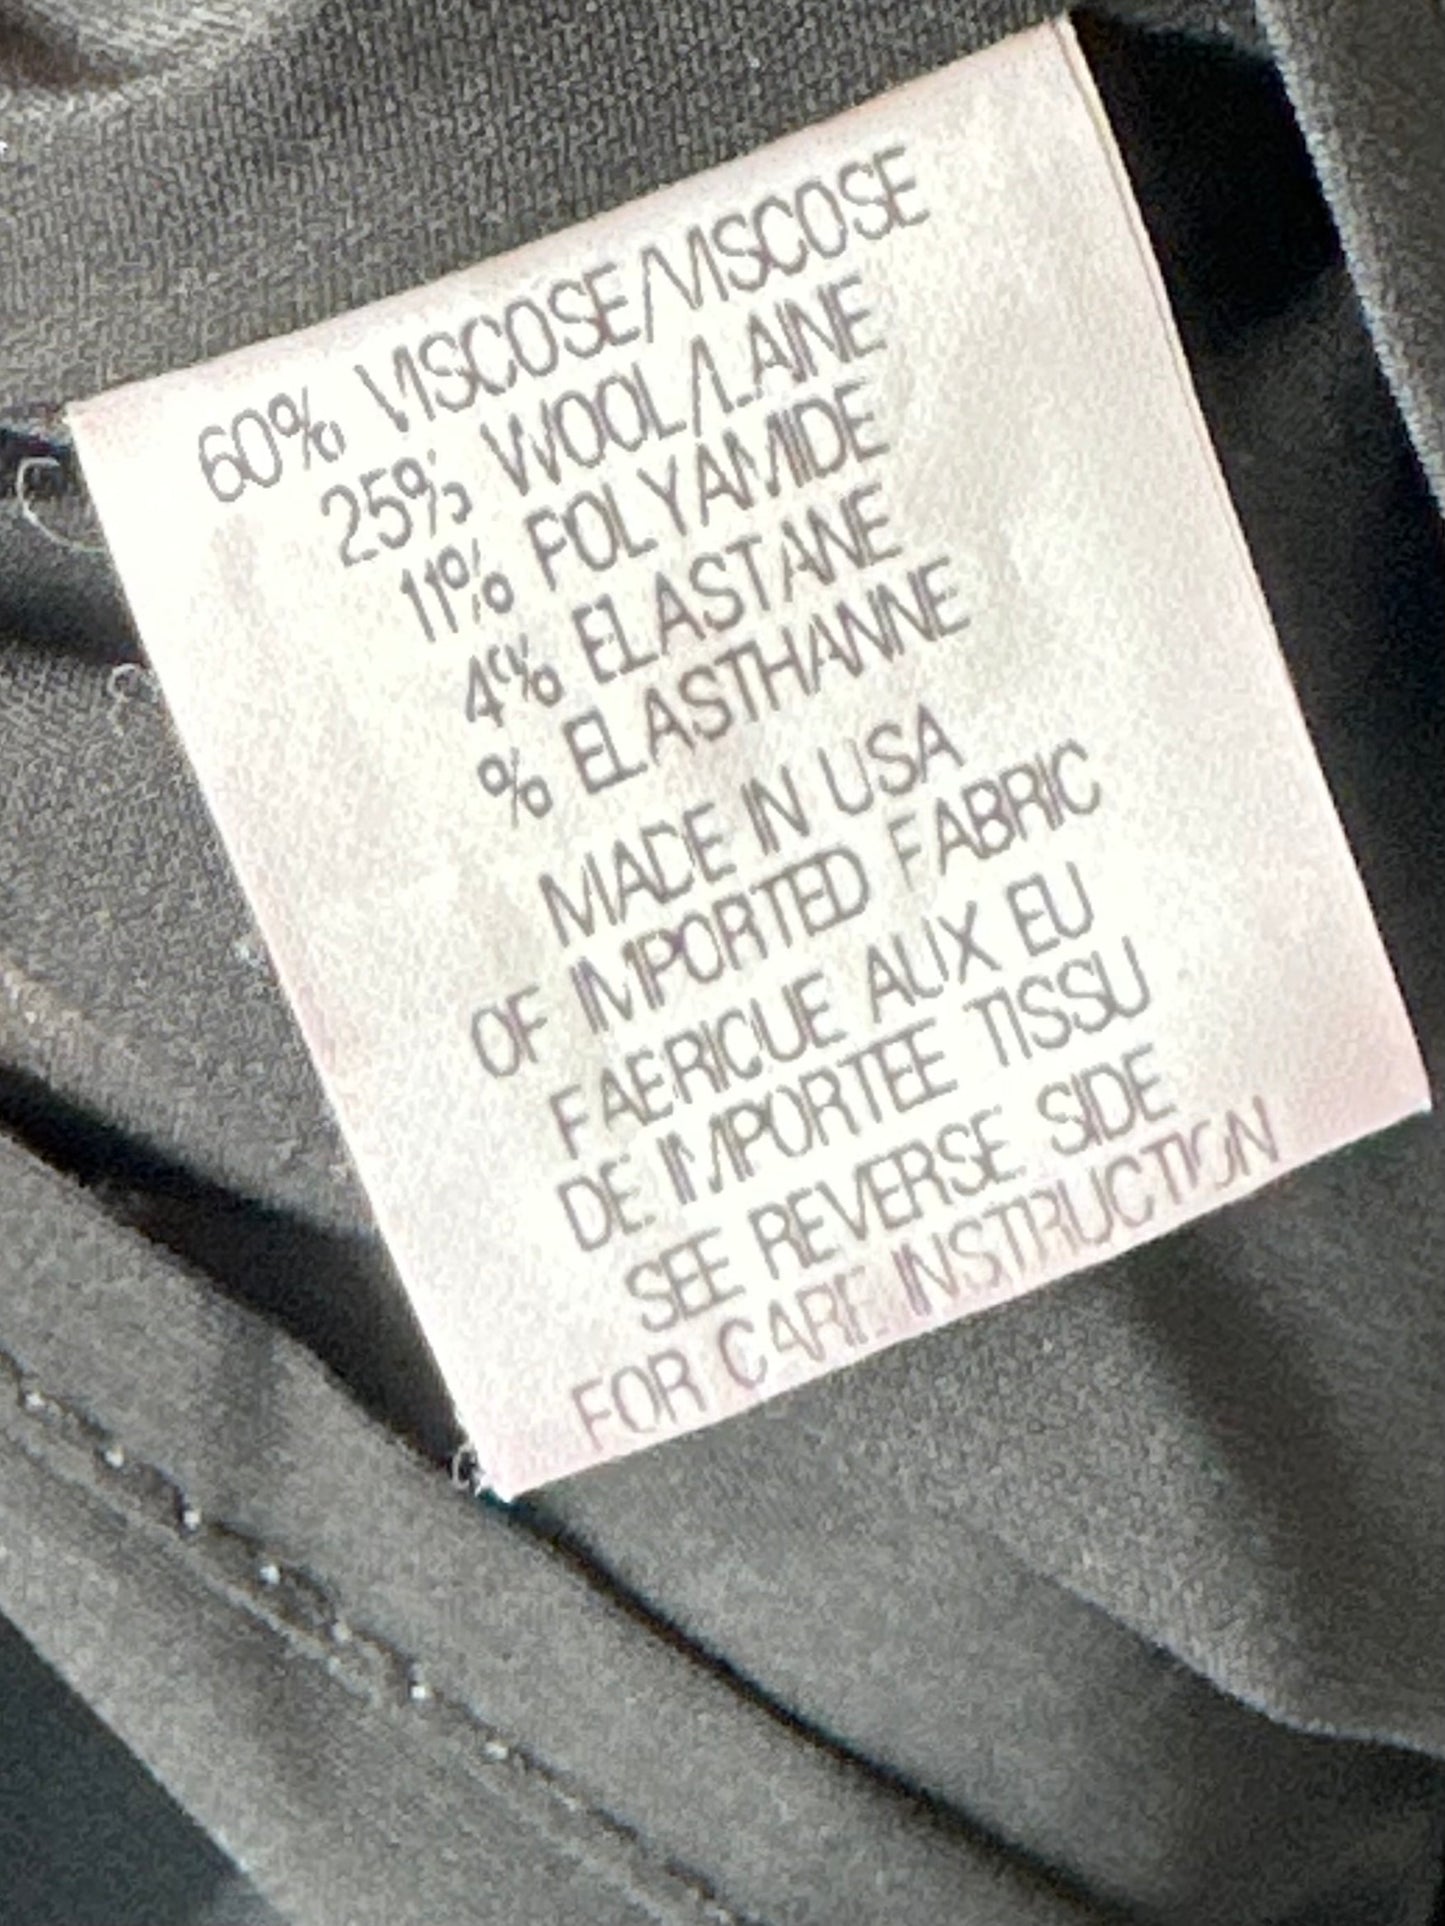 60% VISCOSE/VISCOSE
25% WOOL/LAINE
11% POLYAMIDE
4% ELASTANE
% ELASTHANNE
MADE IN USA
OF IMPORTED FABRIC
FAERICUE AUX EU
DE IMPORTEE TISSU
SEE REVERSE SIDE
FOR CARE INSTRUCTION